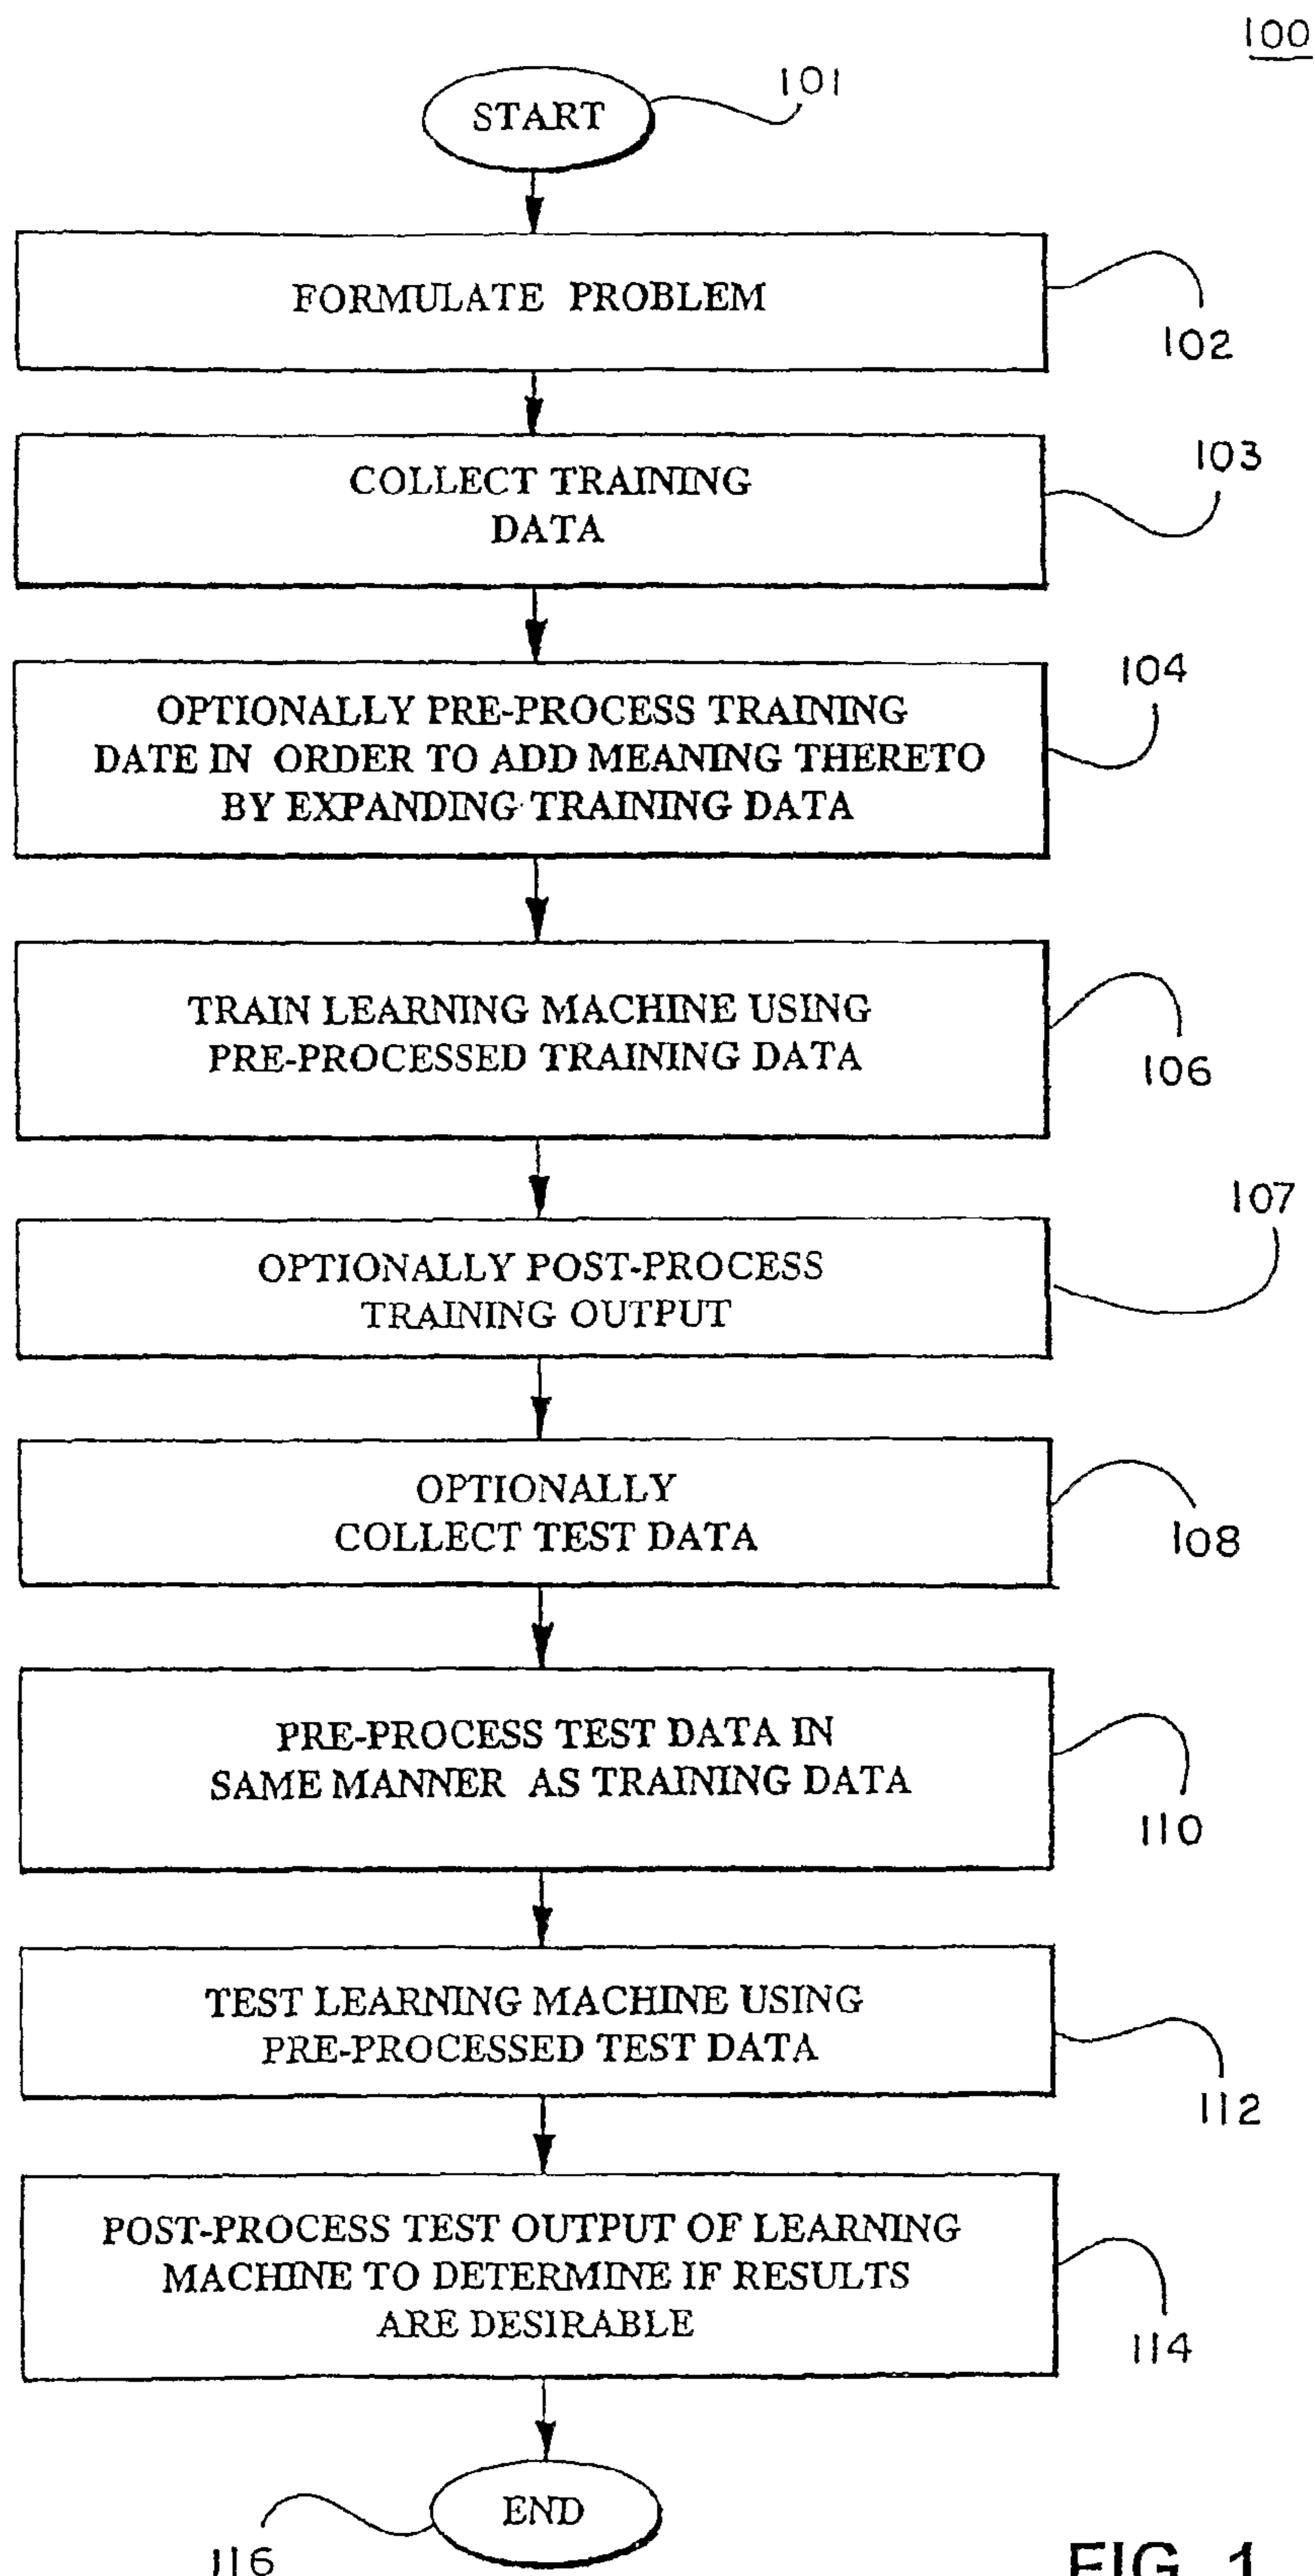 100
START
101
FORMULATE PROBLEM
102
COLLECT TRAINING
DATA
103
OPTIONALLY PRE-PROCESS TRAINING
DATE IN ORDER TO ADD MEANING THERETO
BY EXPANDING TRAINING DATA
104
TRAIN LEARNING MACHINE USING
PRE-PROCESSED TRAINING DATA
106
OPTIONALLY POST-PROCESS
TRAINING OUTPUT
107
OPTIONALLY
COLLECT TEST DATA
108
PRE-PROCESS TEST DATA IN
SAME MANNER AS TRAINING DATA
110
TEST LEARNING MACHINE USING
PRE-PROCESSED TEST DATA
112
POST-PROCESS TEST OUTPUT OF LEARNING
MACHINE TO DETERMINE IF RESULTS
ARE DESIRABLE
114
END
116
FIG. 1